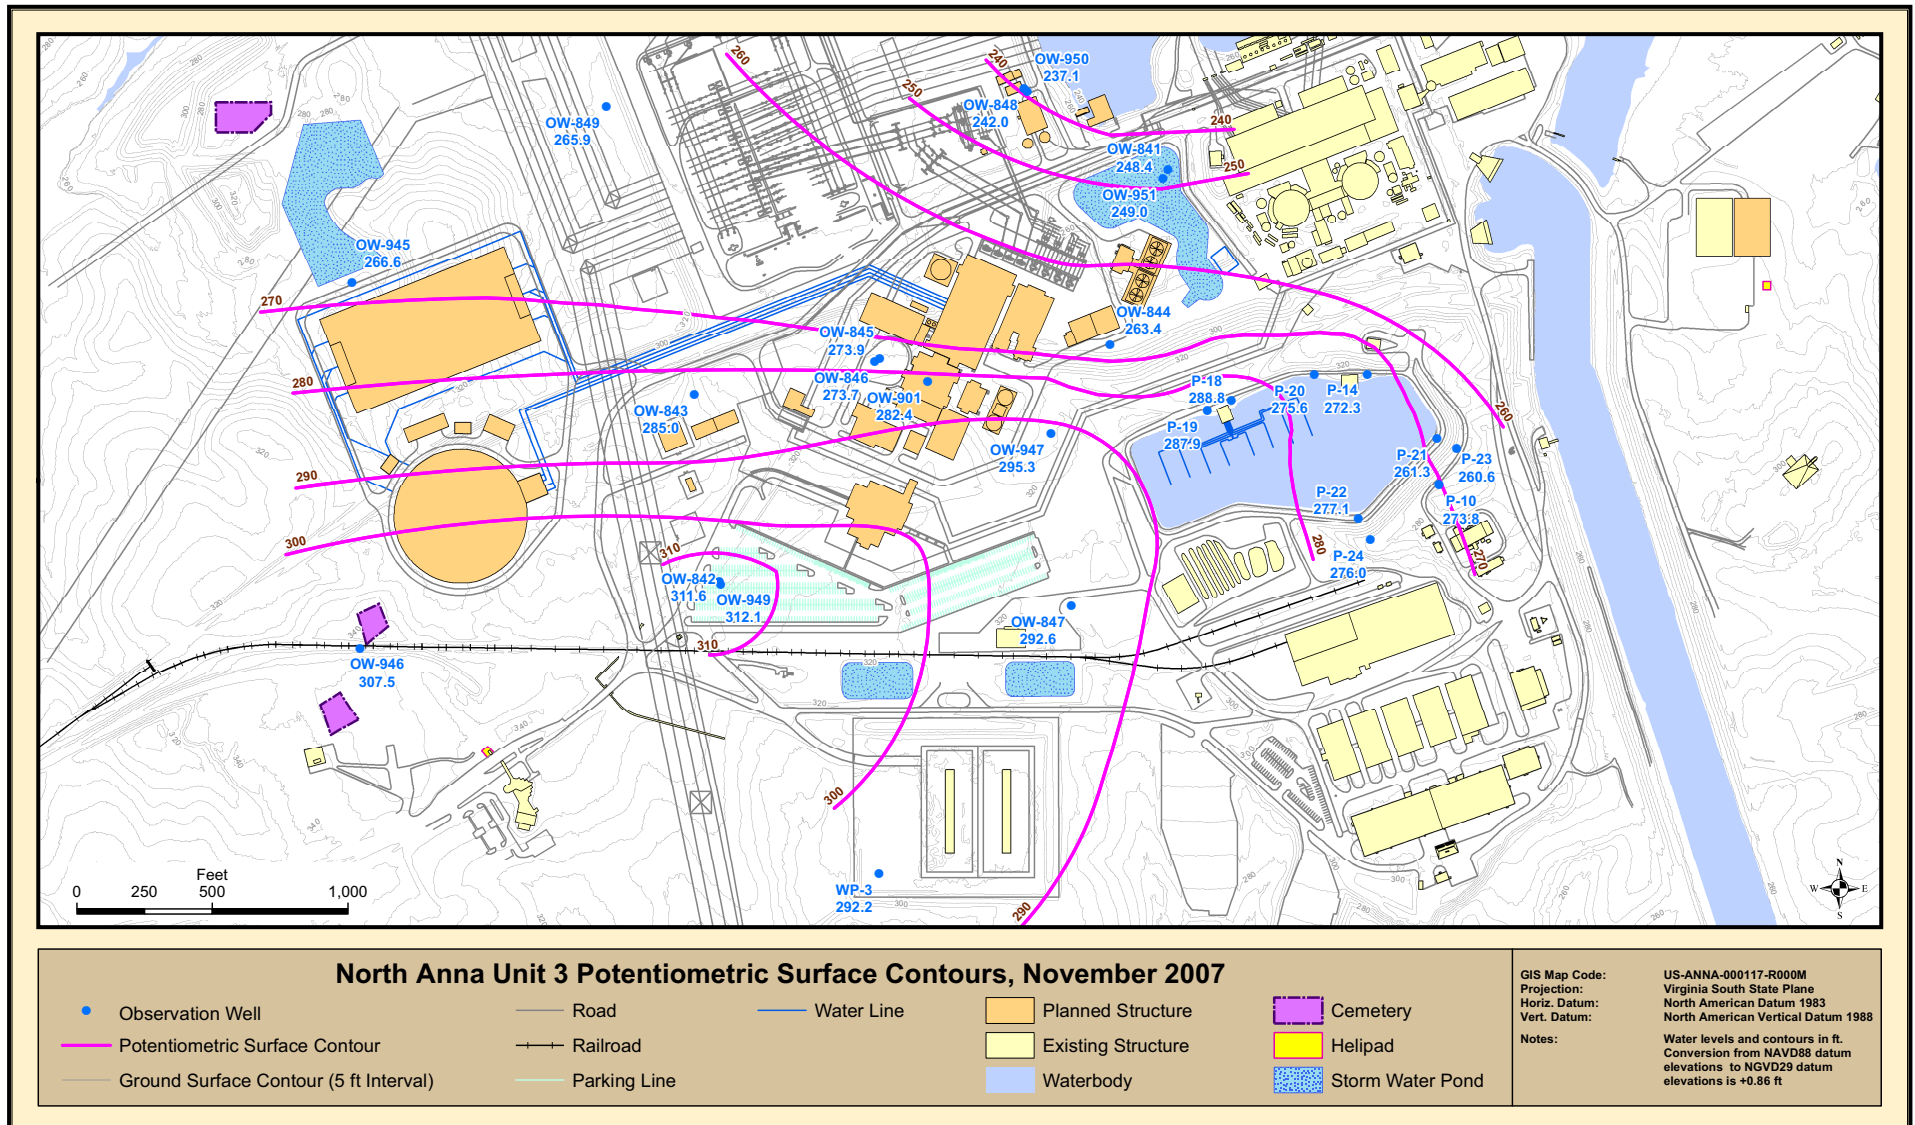 260
240
OW-950
237.1
250
OW-848
242.0
OW-849
265.9
240
OW-841
248.4
250
OW-951
249.0
OW-945
266.6
270
OW-844
263.4
OW-845
273.9
280
OW-846
273.7
OW-901
282.4
OW-843
285.0
P-18
288.8
P-20
275.6
P-14
272.3
260
P-19
287.9
OW-947
295.3
P-21
261.3
P-23
260.6
290
P-22
277.1
P-10
273.8
300
310
280
P-24
276.0
270
OW-842
311.6
OW-949
312.1
OW-847
292.6
310
OW-946
307.5
300
WP-3
292.2
290
Feet
0 250 500 1,000
N
W E
S
North Anna Unit 3 Potentiometric Surface Contours, November 2007
Observation Well
Potentiometric Surface Contour
Ground Surface Contour (5 ft Interval)
Road
Railroad
Parking Line
Water Line
Planned Structure
Existing Structure
Waterbody
Cemetery
Helipad
Storm Water Pond
GIS Map Code: US-ANNA-000117-R000M
Projection: Virginia South State Plane
Horiz. Datum: North American Datum 1983
Vert. Datum: North American Vertical Datum 1988
Notes: Water levels and contours in ft.
Conversion from NAVD88 datum
elevations to NGVD29 datum
elevations is +0.86 ft